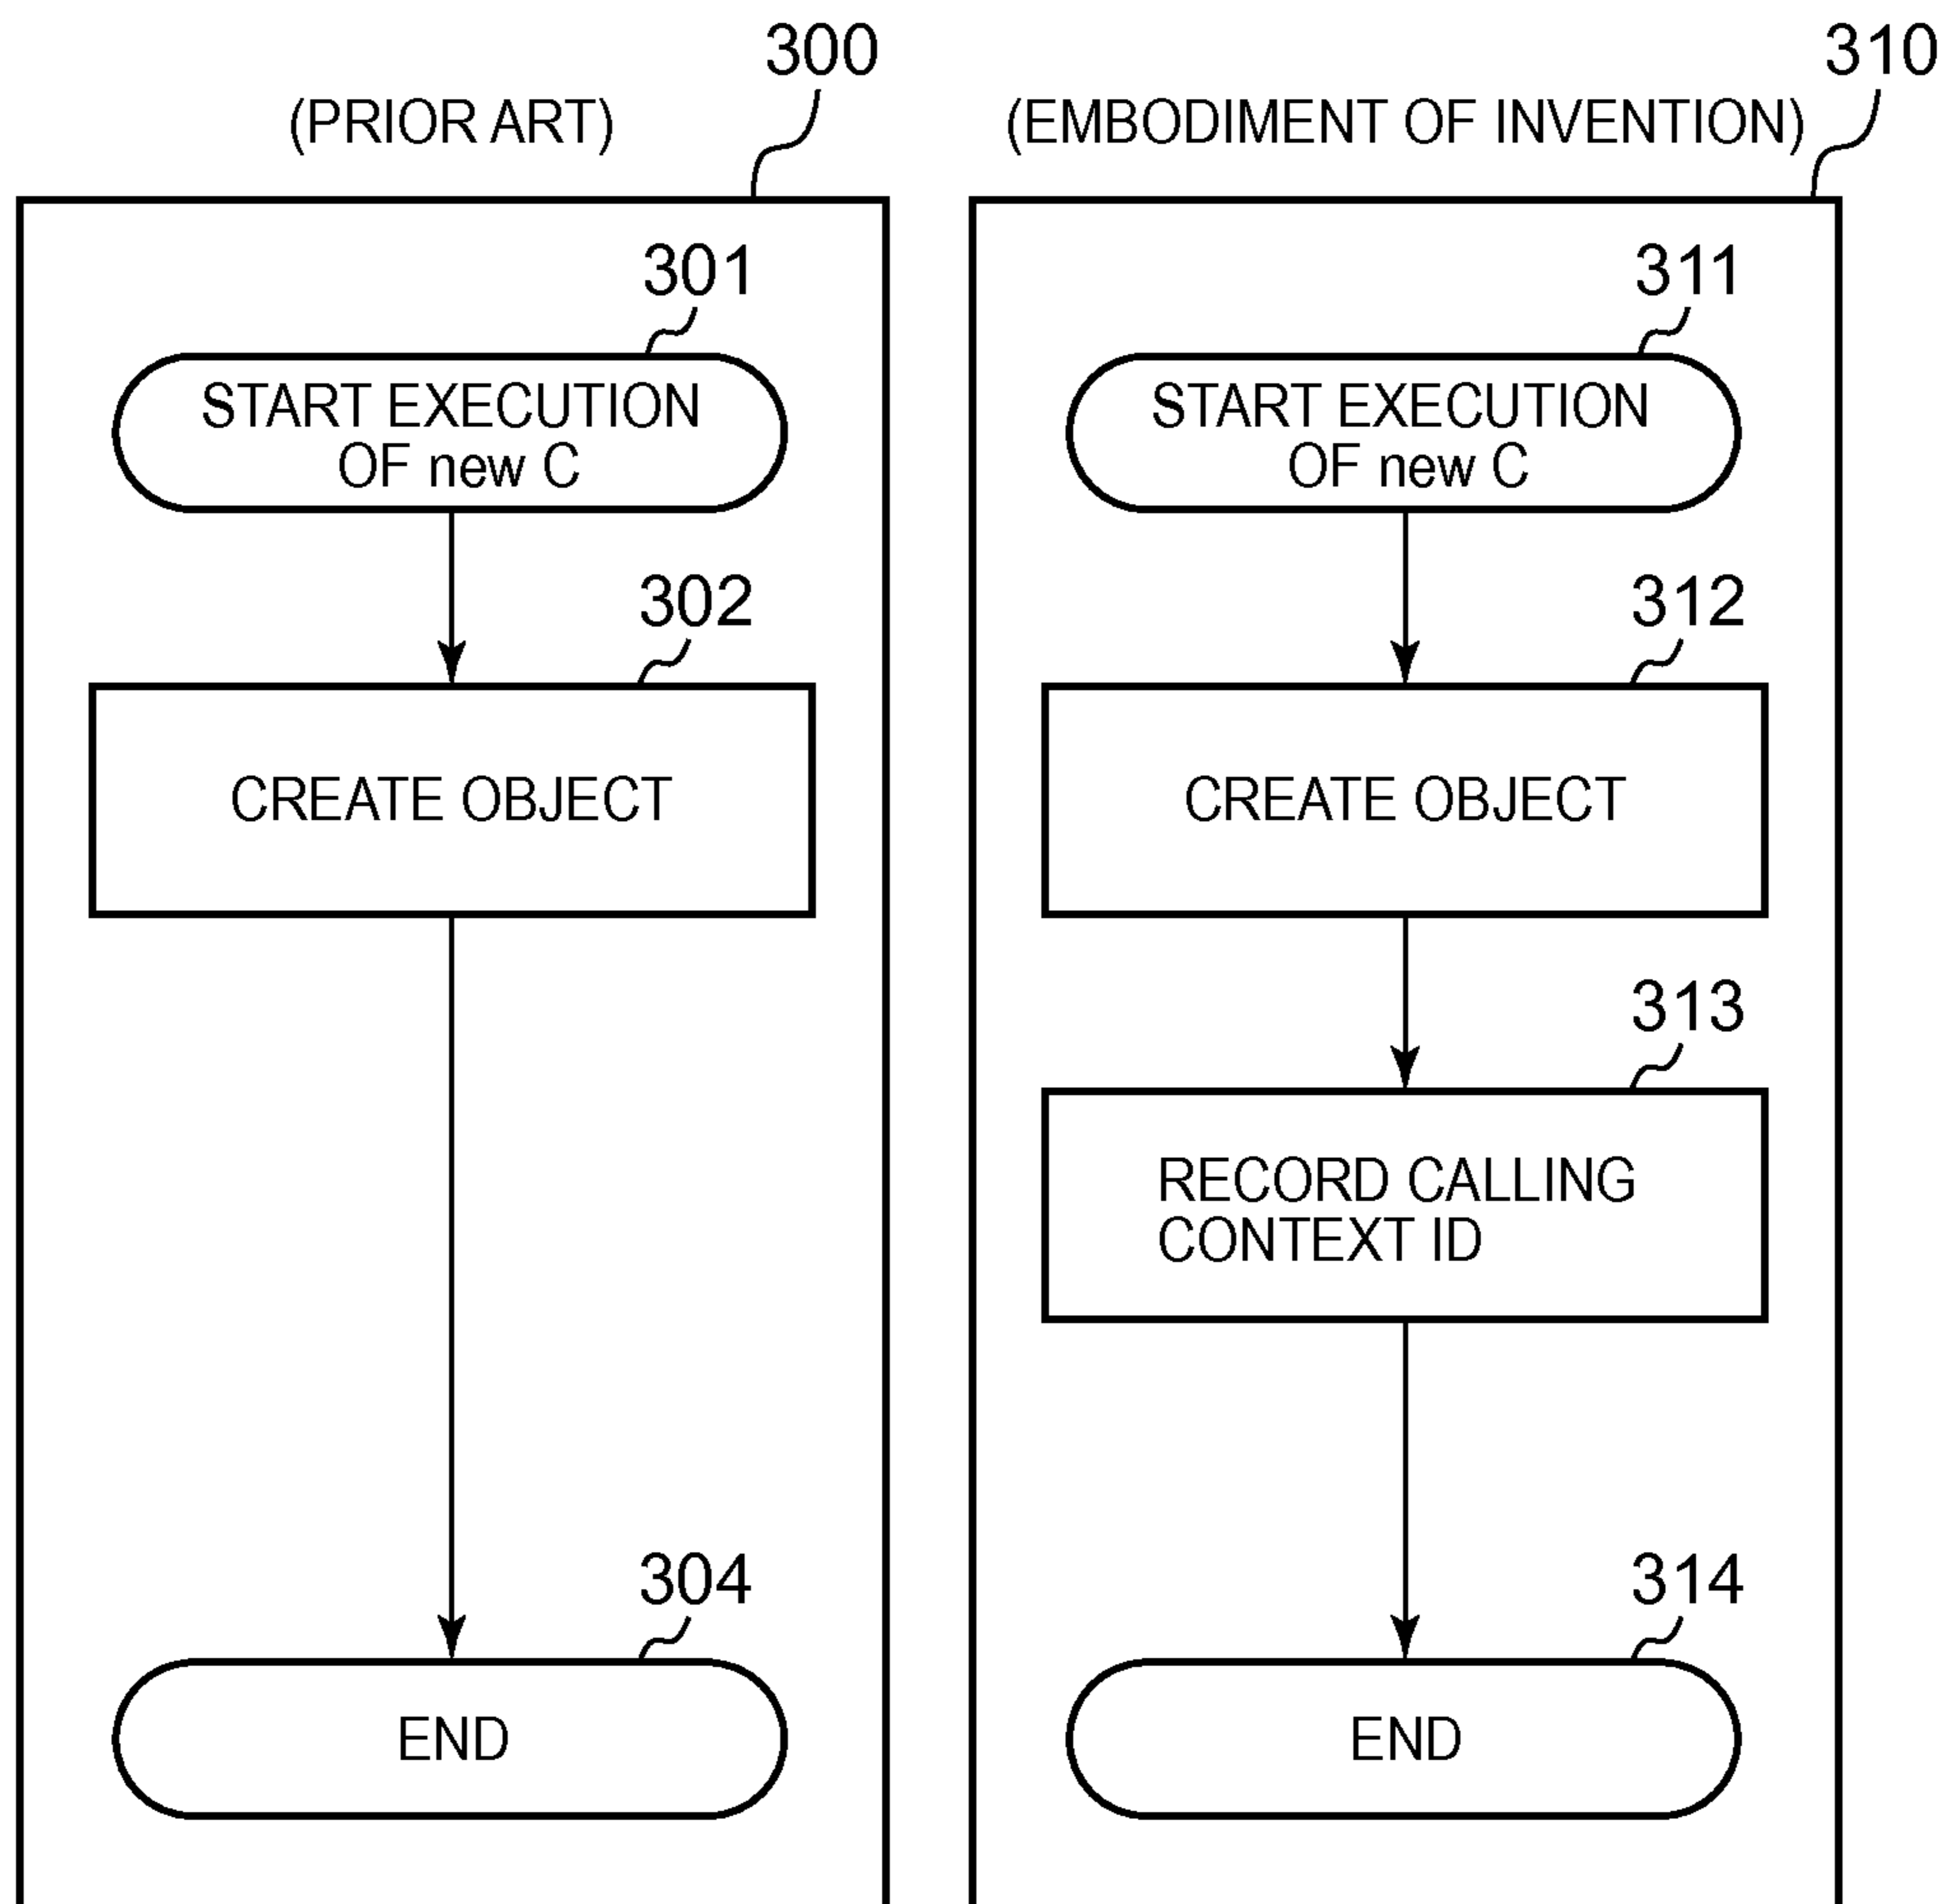 300
(PRIOR ART)
301
START EXECUTION
OF new C
302
CREATE OBJECT
304
END
310
(EMBODIMENT OF INVENTION)
311
START EXECUTION
OF new C
312
CREATE OBJECT
313
RECORD CALLING
CONTEXT ID
314
END